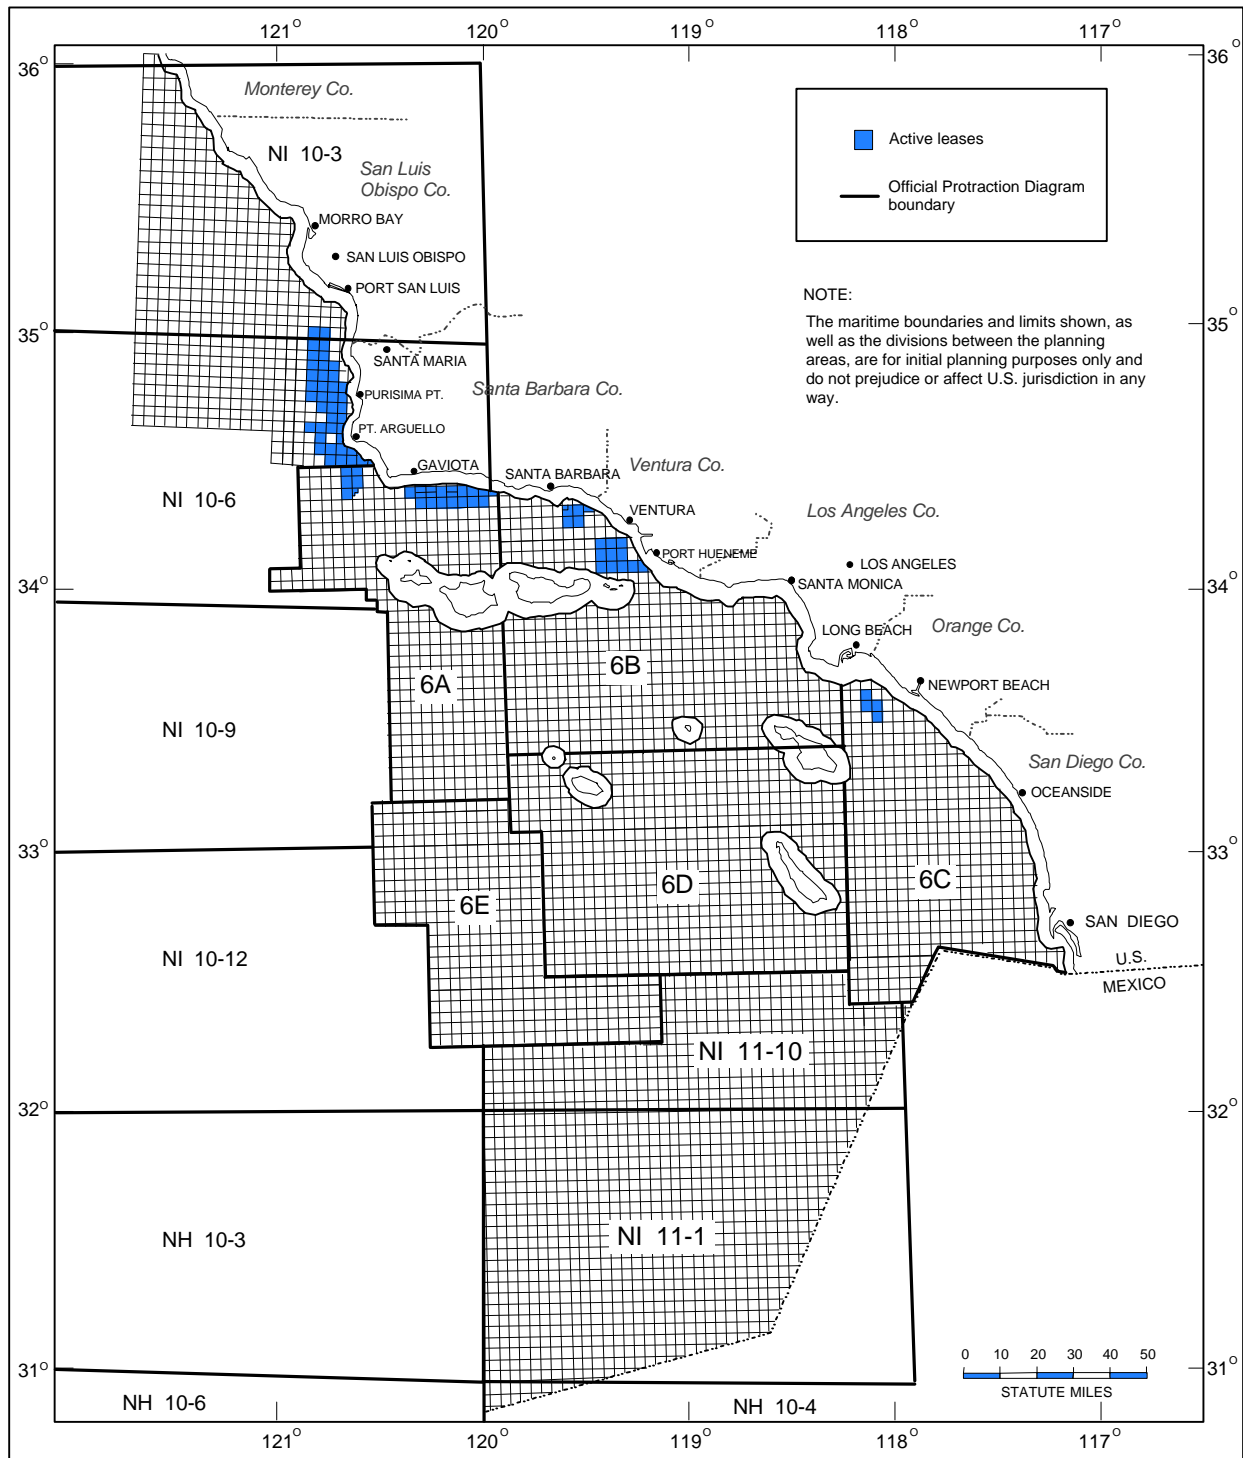 121° 120° 119° 118° 117°
36° 36°
Monterey Co.
Active leases
NI 10-3
San Luis
Obispo Co.
Official Protraction Diagram
boundary
MORRO BAY
SAN LUIS OBISPO
PORT SAN LUIS
NOTE:
The maritime boundaries and limits shown, as
well as the divisions between the planning
areas, are for initial planning purposes only and
do not prejudice or affect U.S. jurisdiction in any
way.
35° 35°
SANTA MARIA
PURISIMA PT.
Santa Barbara Co.
PT. ARGUELLO
GAVIOTA
SANTA BARBARA
Ventura Co.
NI 10-6
VENTURA
Los Angeles Co.
PORT HUENEME
LOS ANGELES
SANTA MONICA
34° 34°
LONG BEACH
Orange Co.
6A
6B
NEWPORT BEACH
NI 10-9
San Diego Co.
OCEANSIDE
33° 33°
6E
6D
6C
SAN DIEGO
NI 10-12
U.S.
MEXICO
NI 11-10
32° 32°
NH 10-3
NI 11-1
31° 31°
0 10 20 30 40 50
STATUTE MILES
NH 10-6
NH 10-4
121° 120° 119° 118° 117°